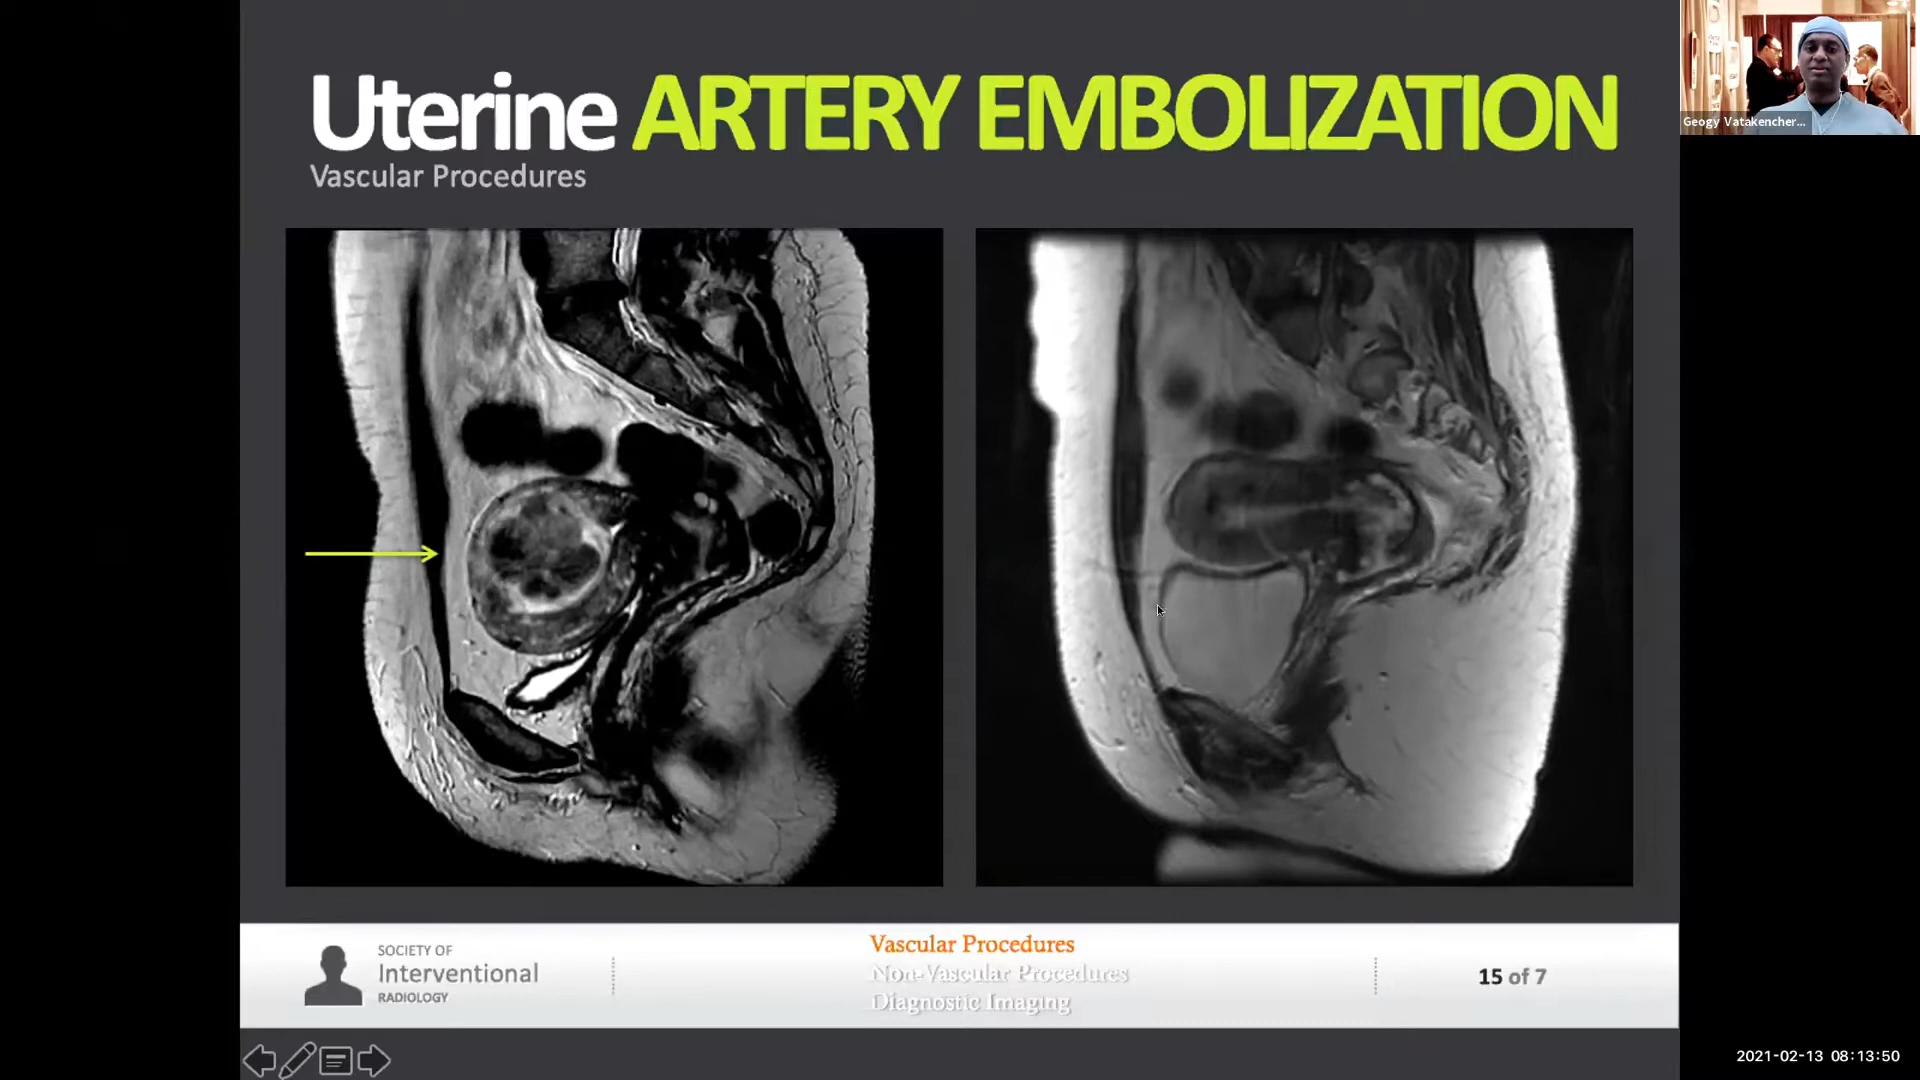 Uterine ARTERY EMBOLIZATION
Vascular Procedures
Geogy Vatakencher...
SOCIETY OF
Interventional
RADIOLOGY
Vascular Procedures
Non-Vascular Procedures
Diagnostic Imaging
15 of 7
2021-02-13 08:13:50